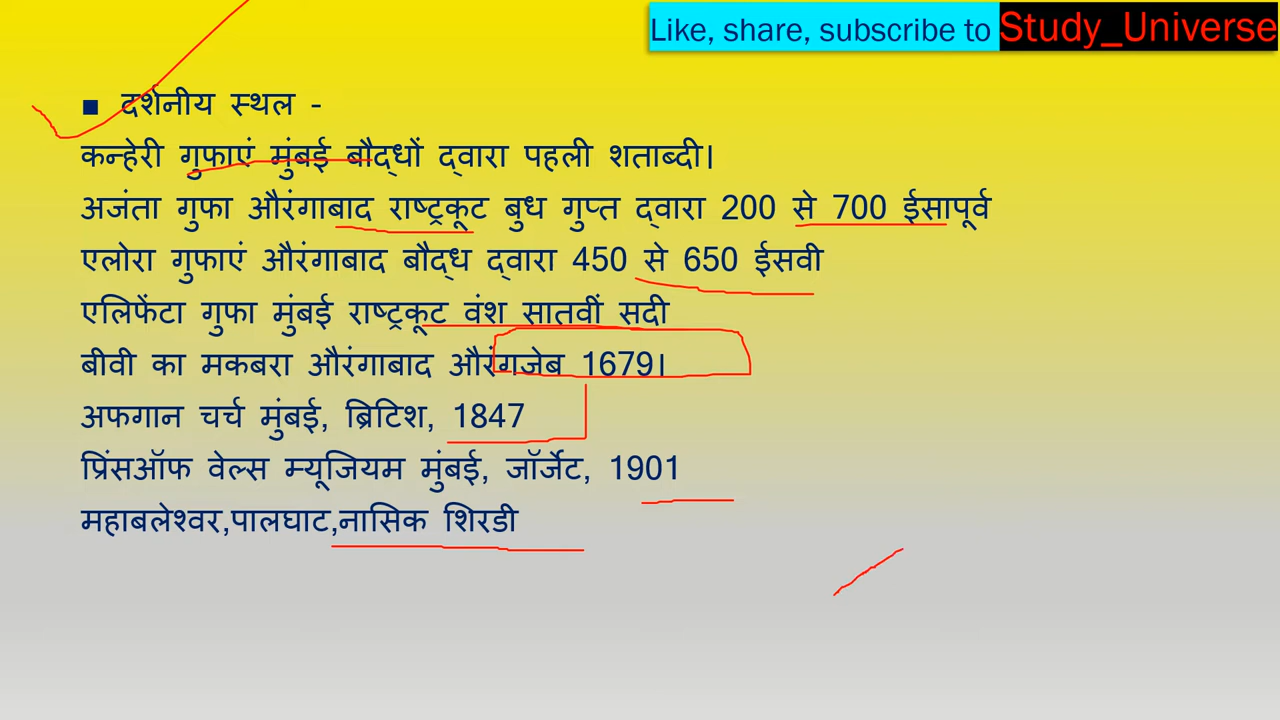 Like, share, subscribe to Study_Universe
▪ दर्शनीय स्थल -
कन्हेरी गुफाएं मुंबई बौद्धों द्वारा पहली शताब्दी।
अजंता गुफा औरंगाबाद राष्ट्रकूट बुध गुप्त द्वारा 200 से 700 ईसापूर्व
एलोरा गुफाएं औरंगाबाद बौद्ध द्वारा 450 से 650 ईसवी
एलिफेंटा गुफा मुंबई राष्ट्रकूट वंश सातवीं सदी
बीवी का मकबरा औरंगाबाद औरंगजेब 1679।
अफगान चर्च मुंबई, ब्रिटिश, 1847
प्रिंसऑफ वेल्स म्यूजियम मुंबई, जॉर्जेट, 1901
महाबलेश्वर,पालघाट,नासिक शिरडी